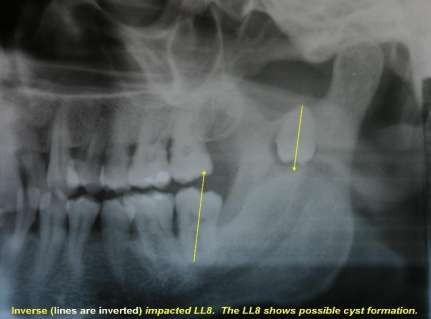 Inverse (lines are inverted) impacted LL8.  The LL8 shows possible cyst formation.